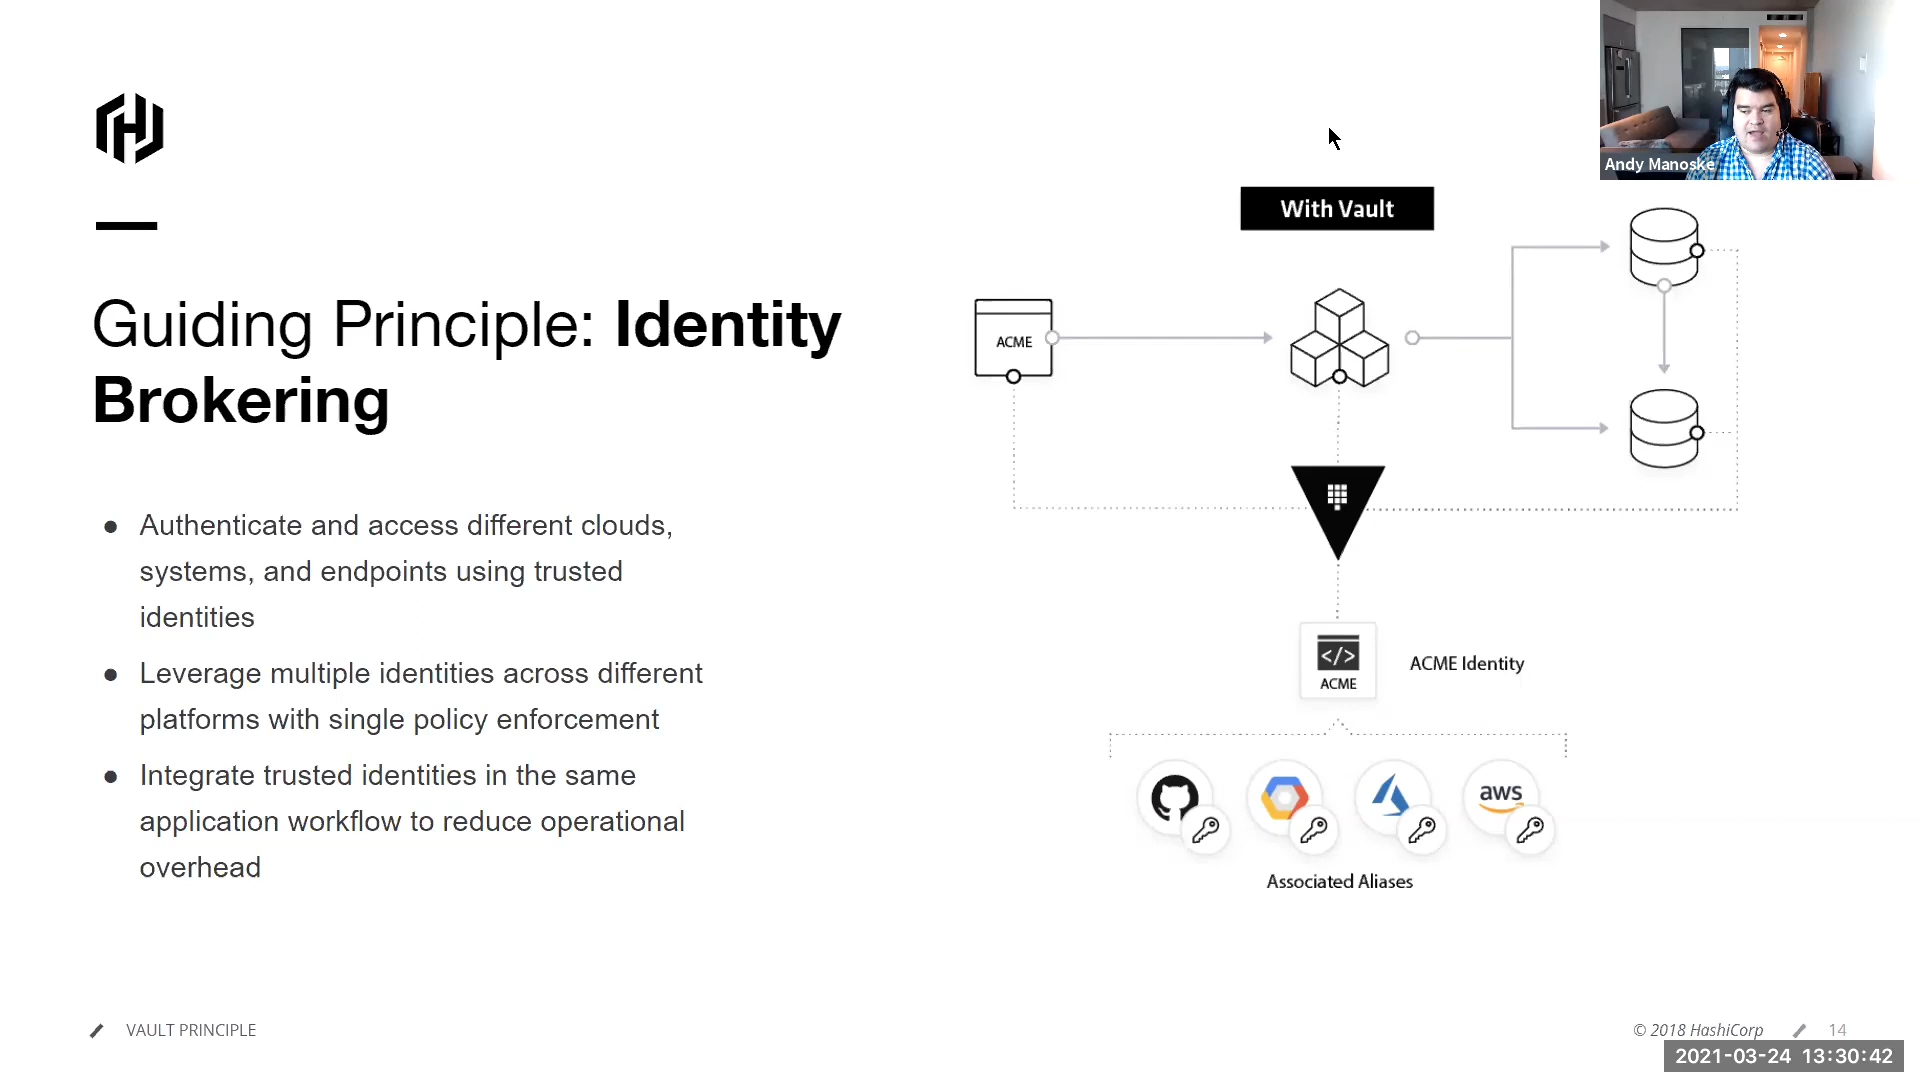 Andy Manoske
With Vault
Guiding Principle: Identity
Brokering
ACME
Authenticate and access different clouds,
systems, and endpoints using trusted
identities
Leverage multiple identities across different
platforms with single policy enforcement
Integrate trusted identities in the same
application workflow to reduce operational
overhead
</>
ACME
ACME Identity
aws
Associated Aliases
VAULT PRINCIPLE
© 2018 HashiCorp
14
2021-03-24 13:30:42